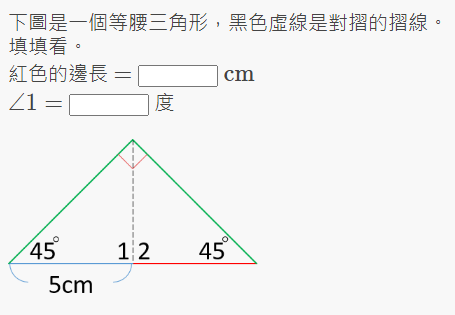 下圖是一個等腰三角形，黑色虛線是對摺的摺線。
填填看。
紅色的邊長 = cm
∠1 = 度
45° 1 2 45°
5cm